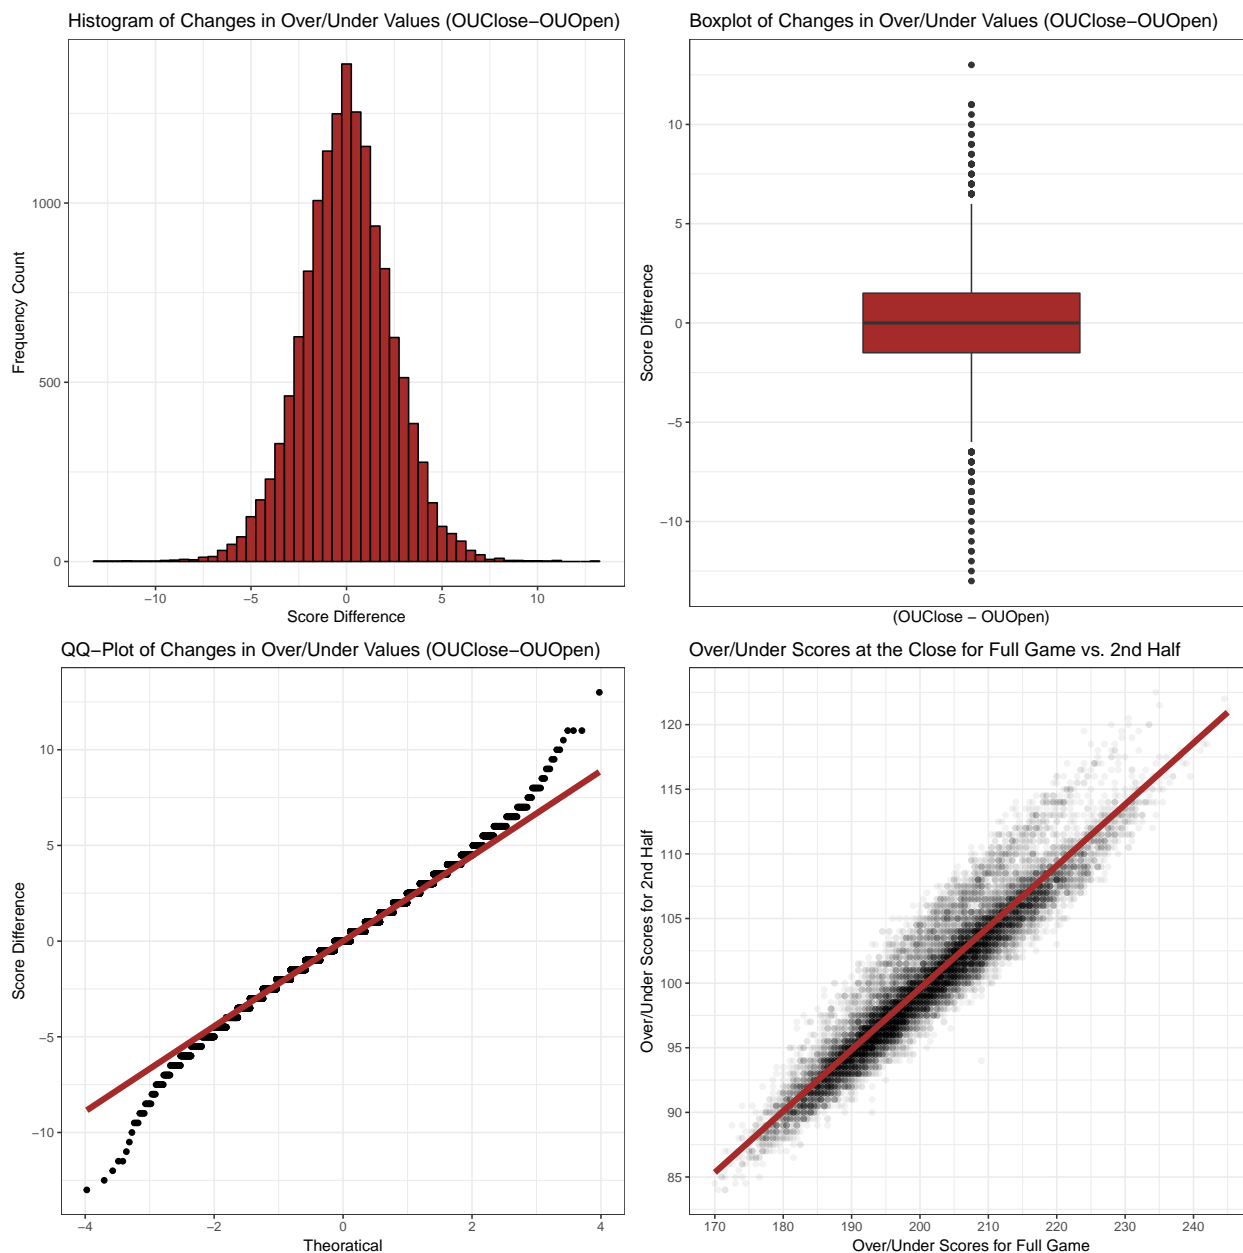 Histogram of Changes in Over/Under Values (OUClose−OUOpen)
1000
500
0
Frequency Count
−10 −5 0 5 10
Score Difference
Boxplot of Changes in Over/Under Values (OUClose−OUOpen)
10
5
0
−5
−10
Score Difference
(OUClose − OUOpen)
QQ−Plot of Changes in Over/Under Values (OUClose−OUOpen)
10
5
0
−5
−10
Score Difference
−4 −2 0 2 4
Theoratical
Over/Under Scores at the Close for Full Game vs. 2nd Half
120
115
110
105
100
95
90
85
Over/Under Scores for 2nd Half
170 180 190 200 210 220 230 240
Over/Under Scores for Full Game